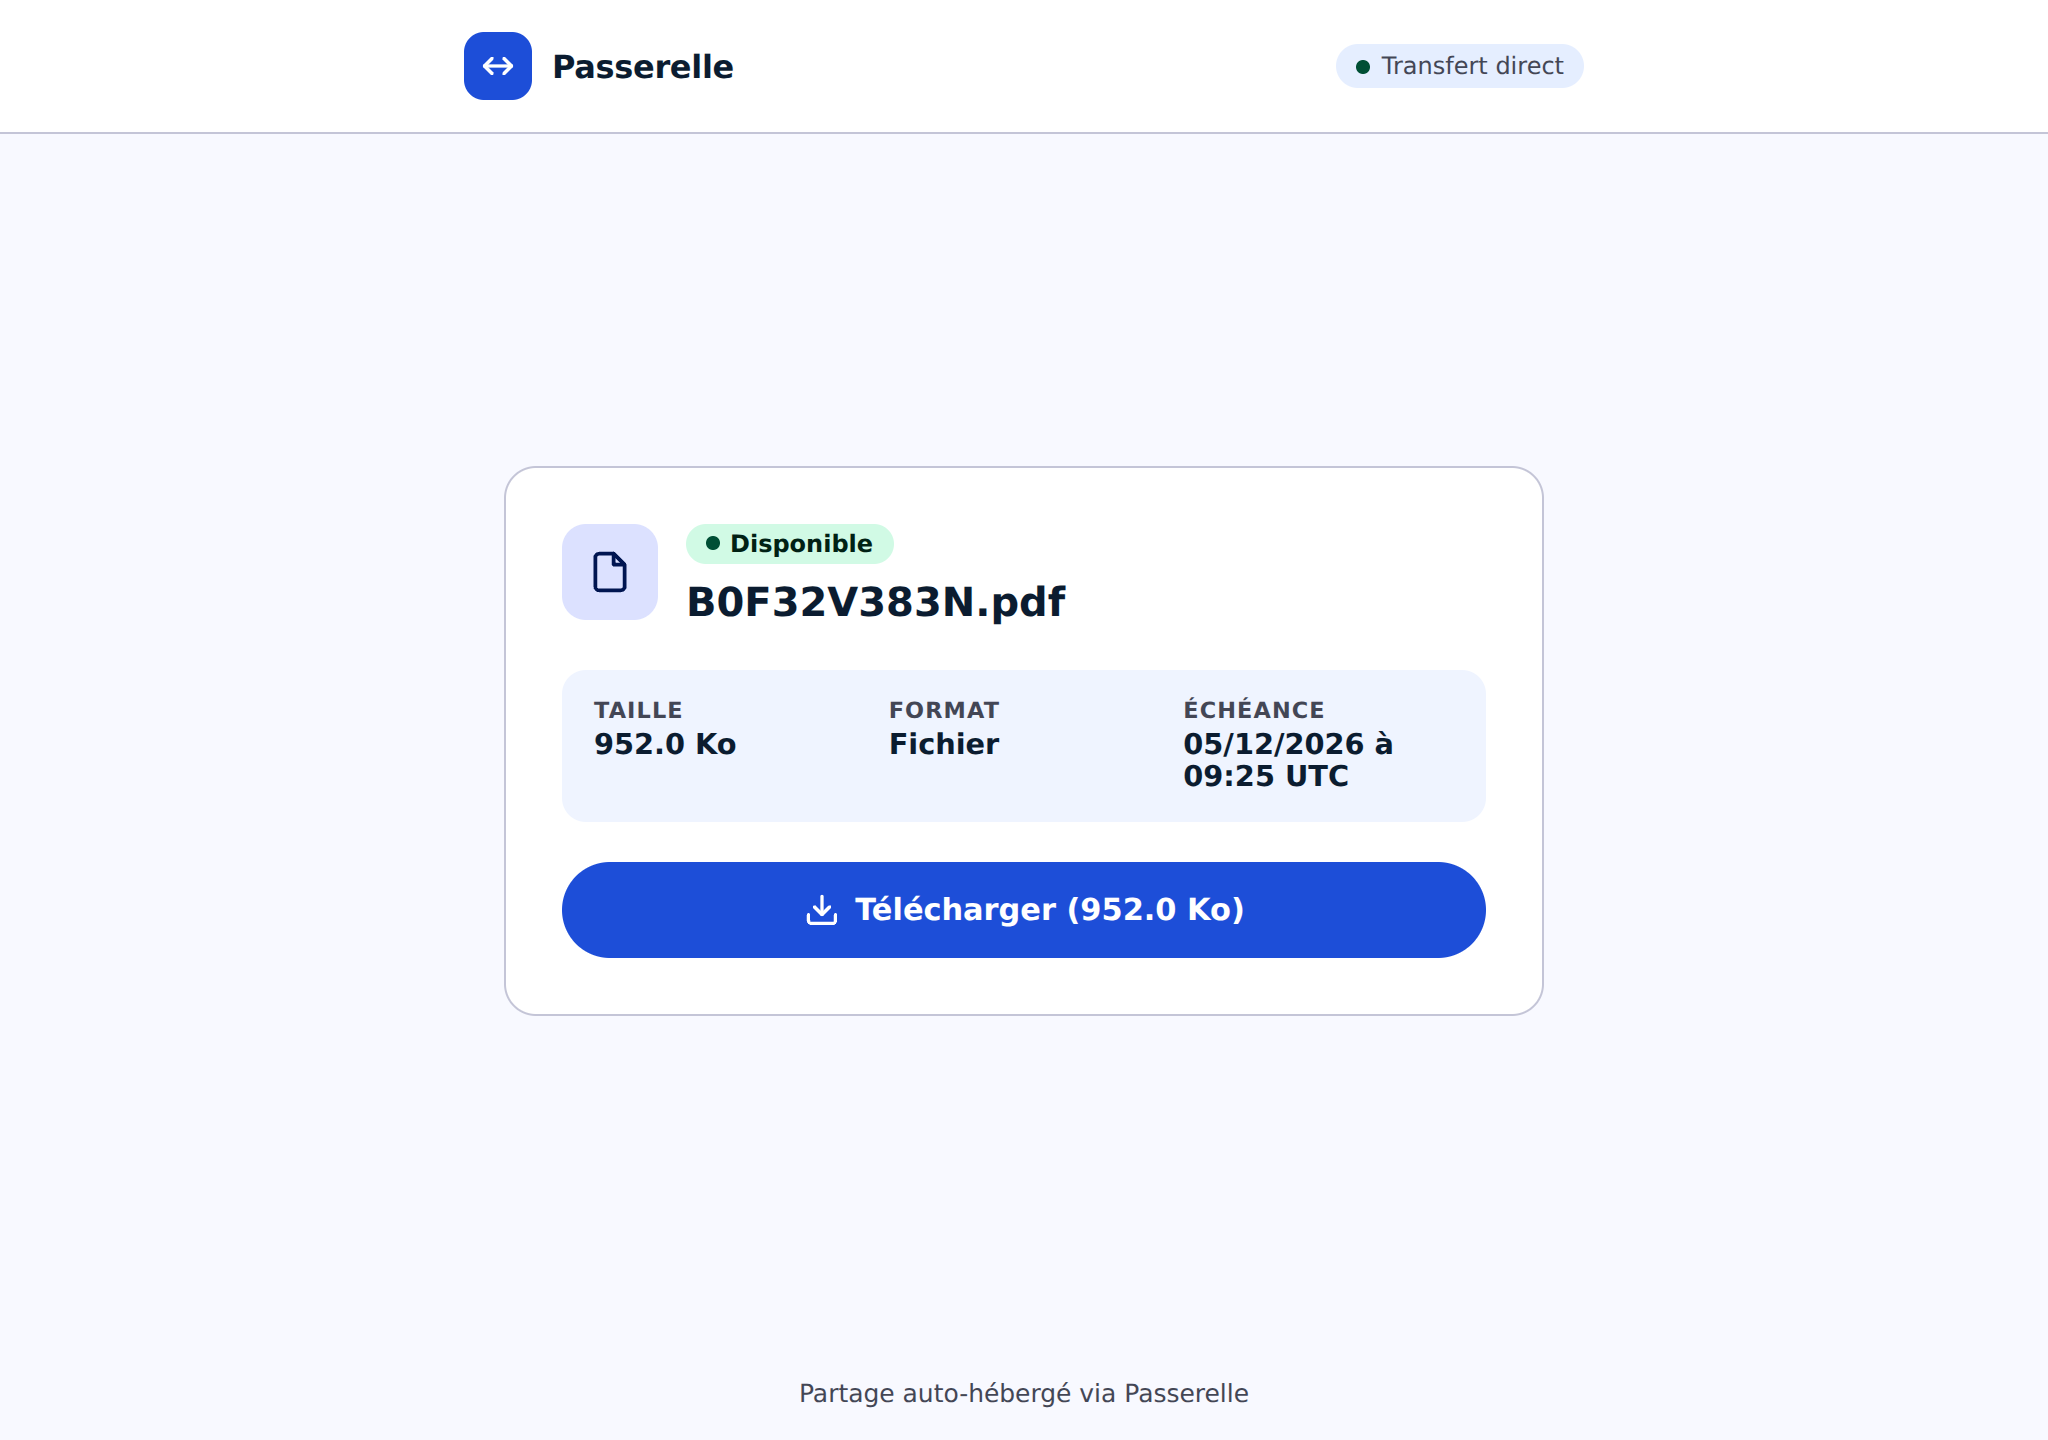 Passerelle
Transfert direct
Disponible
B0F32V383N.pdf
TAILLE
952.0 Ko
FORMAT
Fichier
ÉCHÉANCE
05/12/2026 à
09:25 UTC
Télécharger (952.0 Ko)
Partage auto-hébergé via Passerelle